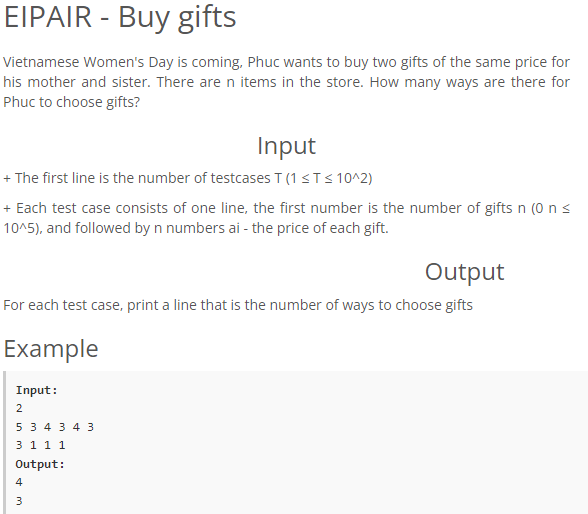 EIPAIR - Buy gifts
Vietnamese Women's Day is coming, Phuc wants to buy two gifts of the same price for
his mother and sister. There are n items in the store. How many ways are there for
Phuc to choose gifts?
Input
+ The first line is the number of testcases T (1 ≤ T ≤ 10^2)
+ Each test case consists of one line, the first number is the number of gifts n (0 n ≤
10^5), and followed by n numbers ai - the price of each gift.
Output
For each test case, print a line that is the number of ways to choose gifts
Example
Input:
2
5 3 4 3 4 3
3 1 1 1
Output:
4
3